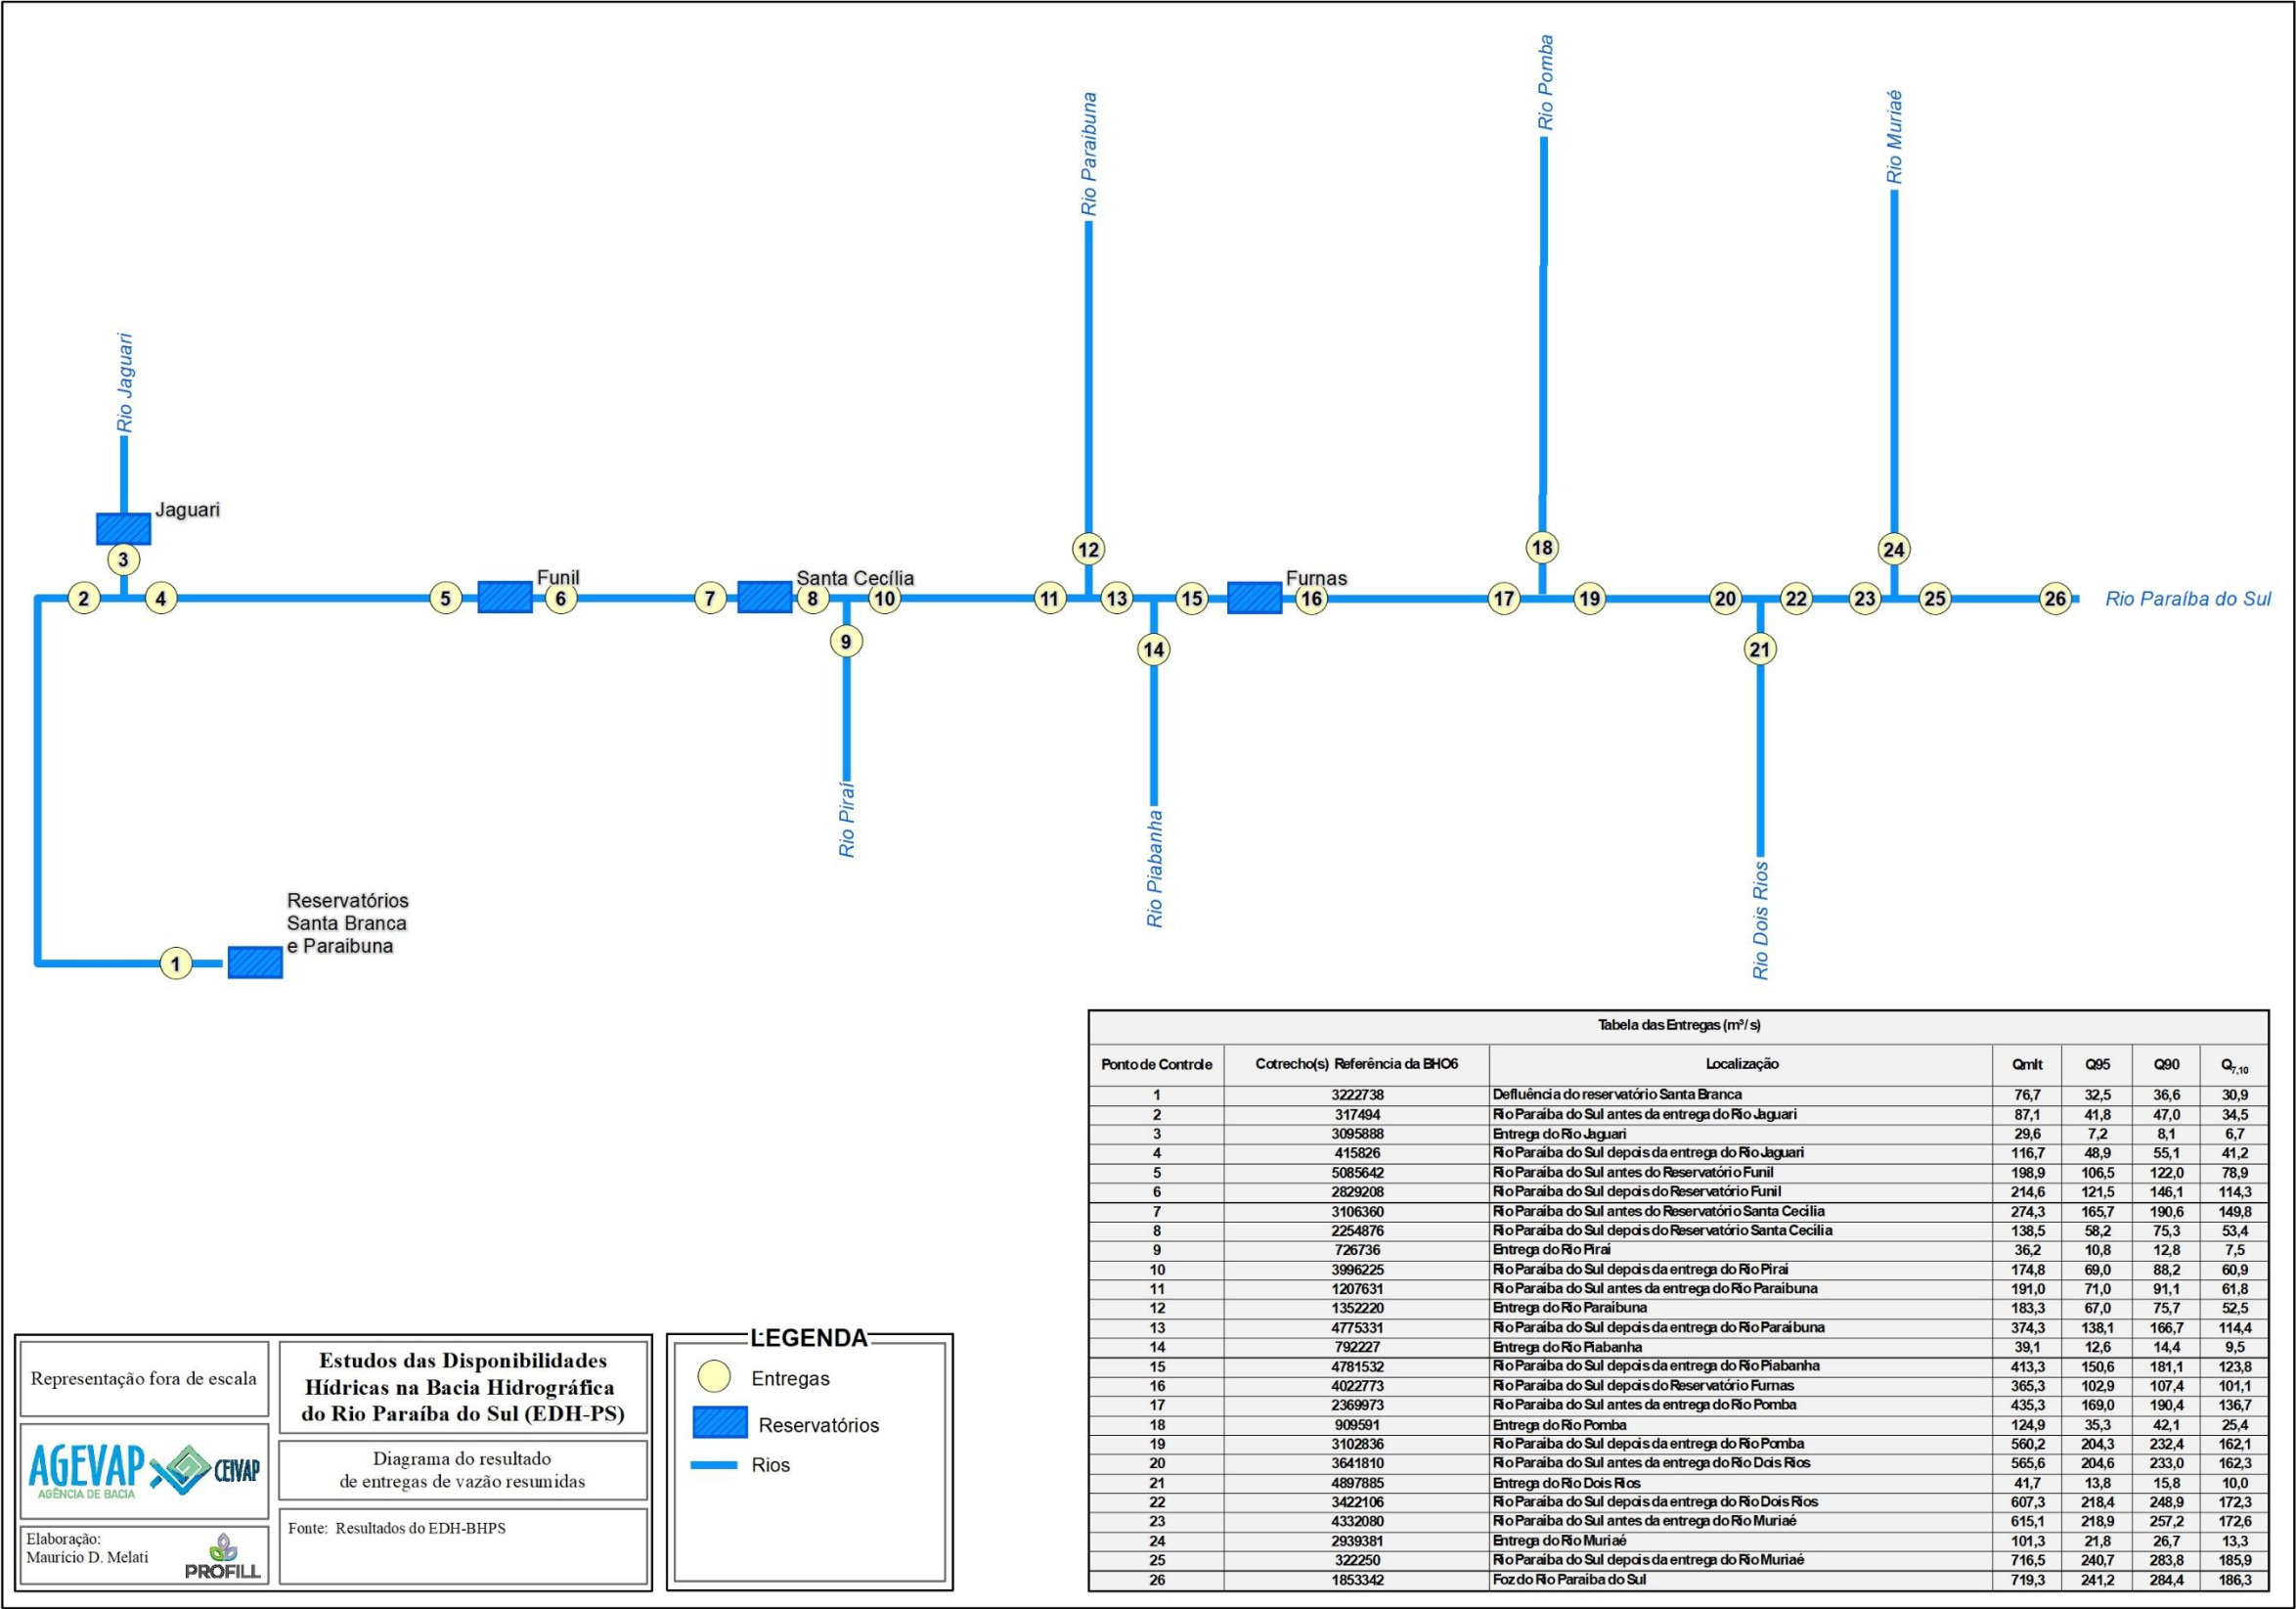 Rio Pomba
Rio Paraibuna
Rio Muriaé
Rio Jaguari
Jaguari
3
12
18
24
Funil
Santa Cecília
Furnas
2
4
5
6
7
8
10
11
13
15
16
17
19
20
22
23
25
26
Rio Paraíba do Sul
9
14
21
Rio Piraí
Rio Piabanha
Rio Dois Rios
Reservatórios
Santa Branca
e Paraibuna
1
Tabela das Entregas (m³/s)
Ponto de Controle Cotrecho(s) Referência da BHO6 Localização Qmlt Q95 Q90 Q7,10
1 3222738 Defluência do reservatório Santa Branca 76,7 32,5 36,6 30,9
2 317494 Rio Paraíba do Sul antes da entrega do Rio Jaguari 87,1 41,8 47,0 34,5
3 3095888 Entrega do Rio Jaguari 29,6 7,2 8,1 6,7
4 415826 Rio Paraíba do Sul depois da entrega do Rio Jaguari 116,7 48,9 55,1 41,2
5 5085642 Rio Paraíba do Sul antes do Reservatório Funil 198,9 106,5 122,0 78,9
6 2829208 Rio Paraíba do Sul depois do Reservatório Funil 214,6 121,5 146,1 114,3
7 3106360 Rio Paraíba do Sul antes do Reservatório Santa Cecília 274,3 165,7 190,6 149,8
8 2254876 Rio Paraíba do Sul depois do Reservatório Santa Cecília 138,5 58,2 75,3 53,4
9 726736 Entrega do Rio Piraí 36,2 10,8 12,8 7,5
10 3996225 Rio Paraíba do Sul depois da entrega do Rio Piraí 174,8 69,0 88,2 60,9
11 1207631 Rio Paraíba do Sul antes da entrega do Rio Paraibuna 191,0 71,0 91,1 61,8
12 1352220 Entrega do Rio Paraibuna 183,3 67,0 75,7 52,5
13 4775331 Rio Paraíba do Sul depois da entrega do Rio Paraibuna 374,3 138,1 166,7 114,4
14 792227 Entrega do Rio Piabanha 39,1 12,6 14,4 9,5
15 4781532 Rio Paraíba do Sul depois da entrega do Rio Piabanha 413,3 150,6 181,1 123,8
16 4022773 Rio Paraíba do Sul depois do Reservatório Furnas 365,3 102,9 107,4 101,1
17 2369973 Rio Paraíba do Sul antes da entrega do Rio Pomba 435,3 169,0 190,4 136,7
18 909591 Entrega do Rio Pomba 124,9 35,3 42,1 25,4
19 3102836 Rio Paraíba do Sul depois da entrega do Rio Pomba 560,2 204,3 232,4 162,1
20 3641810 Rio Paraíba do Sul antes da entrega do Rio Dois Rios 565,6 204,6 233,0 162,3
21 4897885 Entrega do Rio Dois Rios 41,7 13,8 15,8 10,0
22 3422106 Rio Paraíba do Sul depois da entrega do Rio Dois Rios 607,3 218,4 248,9 172,3
23 4332080 Rio Paraíba do Sul antes da entrega do Rio Muriaé 615,1 218,9 257,2 172,6
24 2939381 Entrega do Rio Muriaé 101,3 21,8 26,7 13,3
25 322250 Rio Paraíba do Sul depois da entrega do Rio Muriaé 716,5 240,7 283,8 185,9
26 1853342 Foz do Rio Paraíba do Sul 719,3 241,2 284,4 186,3
Representação fora de escala
Estudos das Disponibilidades
Hídricas na Bacia Hidrográfica
do Rio Paraíba do Sul (EDH-PS)
AGEVAP
AGÊNCIA DE BACIA
CEIVAP
Diagrama do resultado
de entregas de vazão resumidas
Elaboração:
Maurício D. Melati
PROFILL
Fonte: Resultados do EDH-BHPS
LEGENDA
Entregas
Reservatórios
Rios